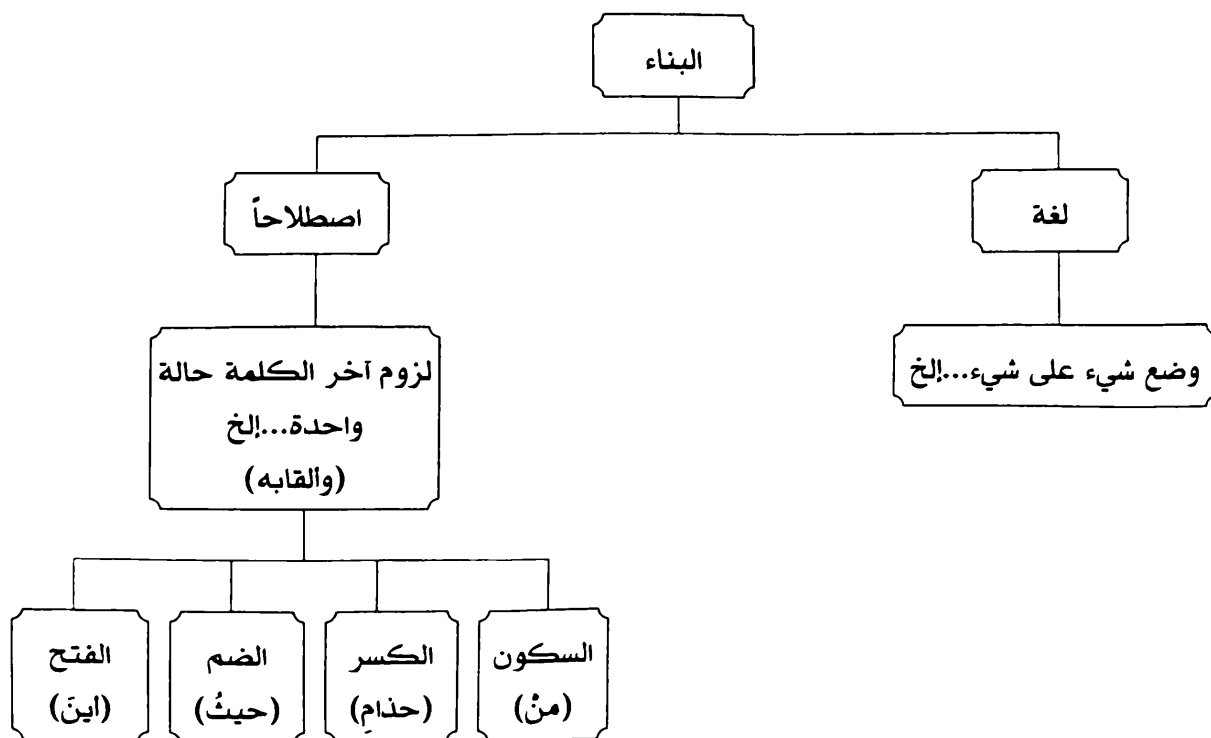 البناء
لغة
اصطلاحاً
وضع شيء على شيء...إلخ
لزوم آخر الكلمة حالة
واحدة...إلخ
(وألقابه)
السكون
(منْ)
الكسر
(حذامِ)
الضم
(حيثُ)
الفتح
(أينَ)